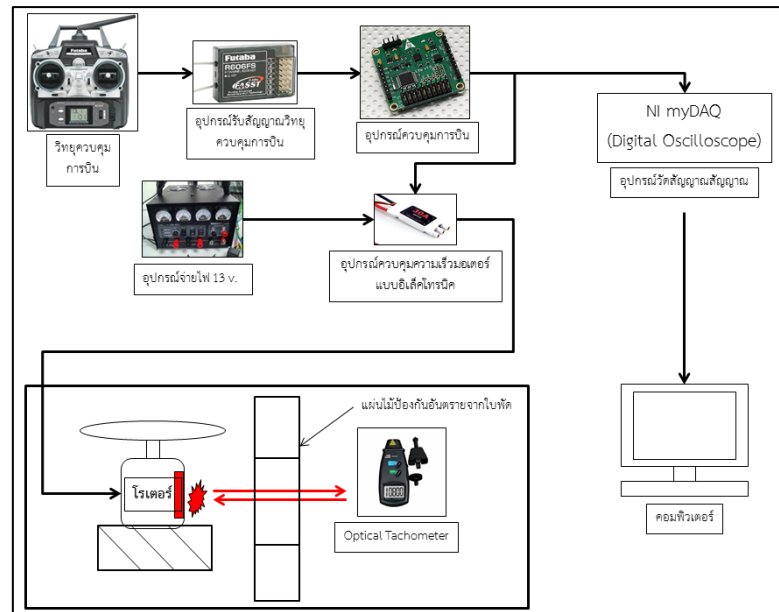 Futaba
R606FS
FASST
วิทยุควบคุม
การบิน
อุปกรณ์รับสัญญาณวิทยุ
ควบคุมการบิน
อุปกรณ์ควบคุมการบิน
NI myDAQ
(Digital Oscilloscope)
อุปกรณ์วัดสัญญาณสัญญาณ
30A
อุปกรณ์จ่ายไฟ 13 v.
อุปกรณ์ควบคุมความเร็วมอเตอร์
แบบอิเล็คโทรนิค
แผ่นไม้ป้องกันอันตรายจากใบพัด
โรเตอร์
Optical Tachometer
คอมพิวเตอร์